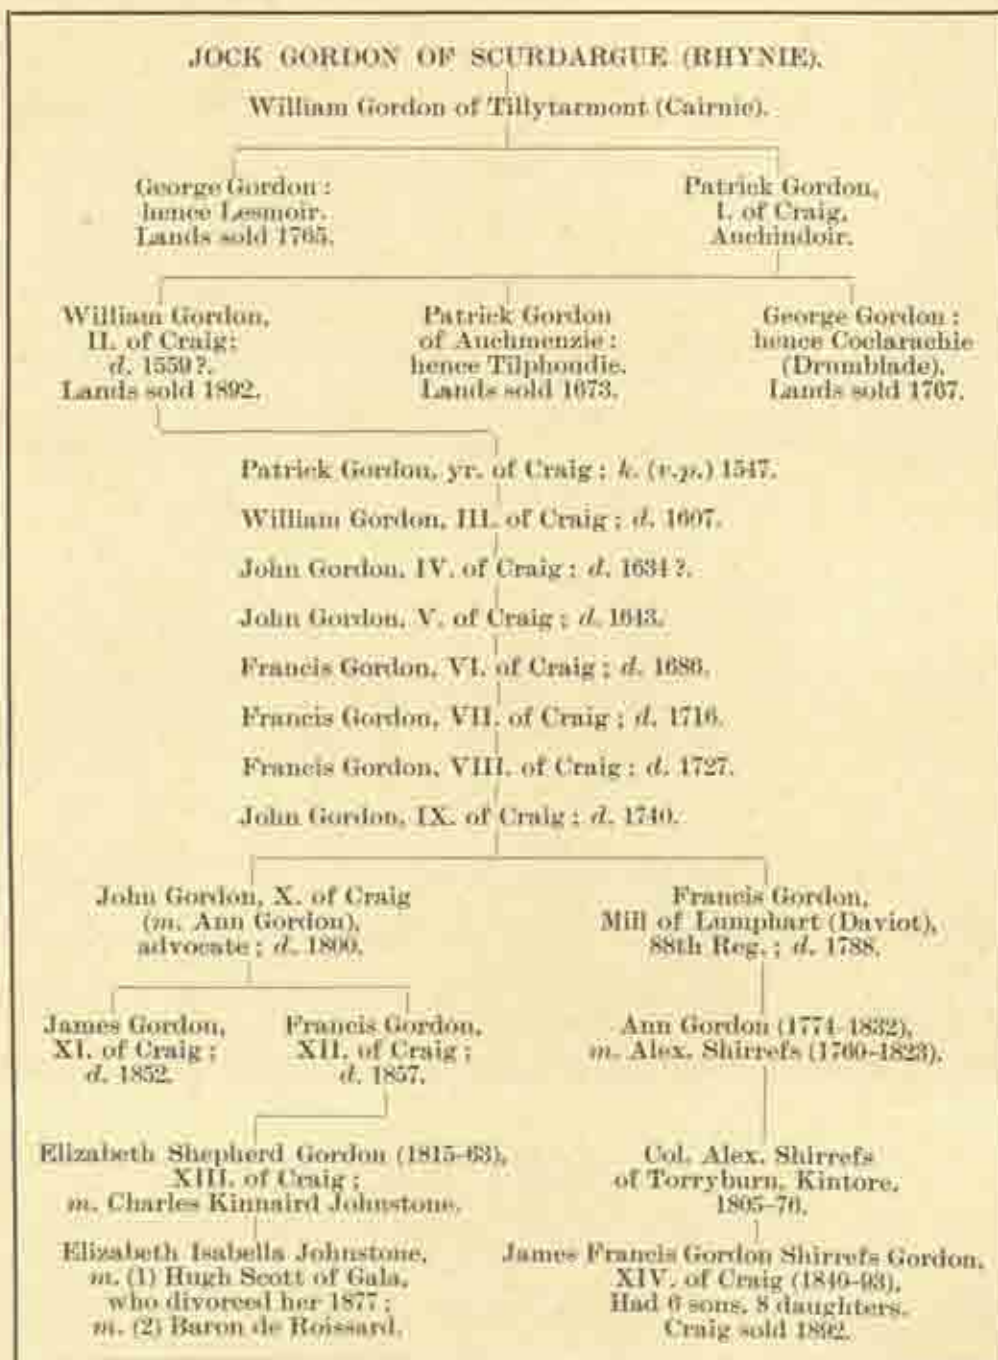 JOCK GORDON OF SCURDARGUE (RHYNIE).
William Gordon of Tillytarmont (Cairnie).
George Gordon:
hence Lesmoir.
Lands sold 1765.
Patrick Gordon,
I. of Craig,
Auchindoir.
William Gordon,
II. of Craig;
d. 1559?.
Lands sold 1892.
Patrick Gordon
of Auchmenzie:
hence Tilphoudie.
Lands sold 1673.
George Gordon:
hence Coclarachie
(Drumblade).
Lands sold 1767.
Patrick Gordon, yr. of Craig; k. (v.p.) 1547.
William Gordon, III. of Craig; d. 1607.
John Gordon, IV. of Craig; d. 1634?.
John Gordon, V. of Craig; d. 1643.
Francis Gordon, VI. of Craig; d. 1686.
Francis Gordon, VII. of Craig; d. 1716.
Francis Gordon, VIII. of Craig; d. 1727.
John Gordon, IX. of Craig; d. 1740.
John Gordon, X. of Craig
(m. Ann Gordon),
advocate; d. 1800.
Francis Gordon,
Mill of Lumphart (Daviot),
88th Reg.; d. 1788.
James Gordon,
XI. of Craig;
d. 1852.
Francis Gordon,
XII. of Craig;
d. 1857.
Ann Gordon (1774-1832),
m. Alex. Shirrefs (1760-1823).
Elizabeth Shepherd Gordon (1815-63),
XIII. of Craig;
m. Charles Kinnaird Johnstone.
Col. Alex. Shirrefs
of Torryburn, Kintore,
1805-76.
Elizabeth Isabella Johnstone,
m. (1) Hugh Scott of Gala,
who divorced her 1877;
m. (2) Baron de Roissard.
James Francis Gordon Shirrefs Gordon,
XIV. of Craig (1840-93),
Had 6 sons, 8 daughters.
Craig sold 1892.